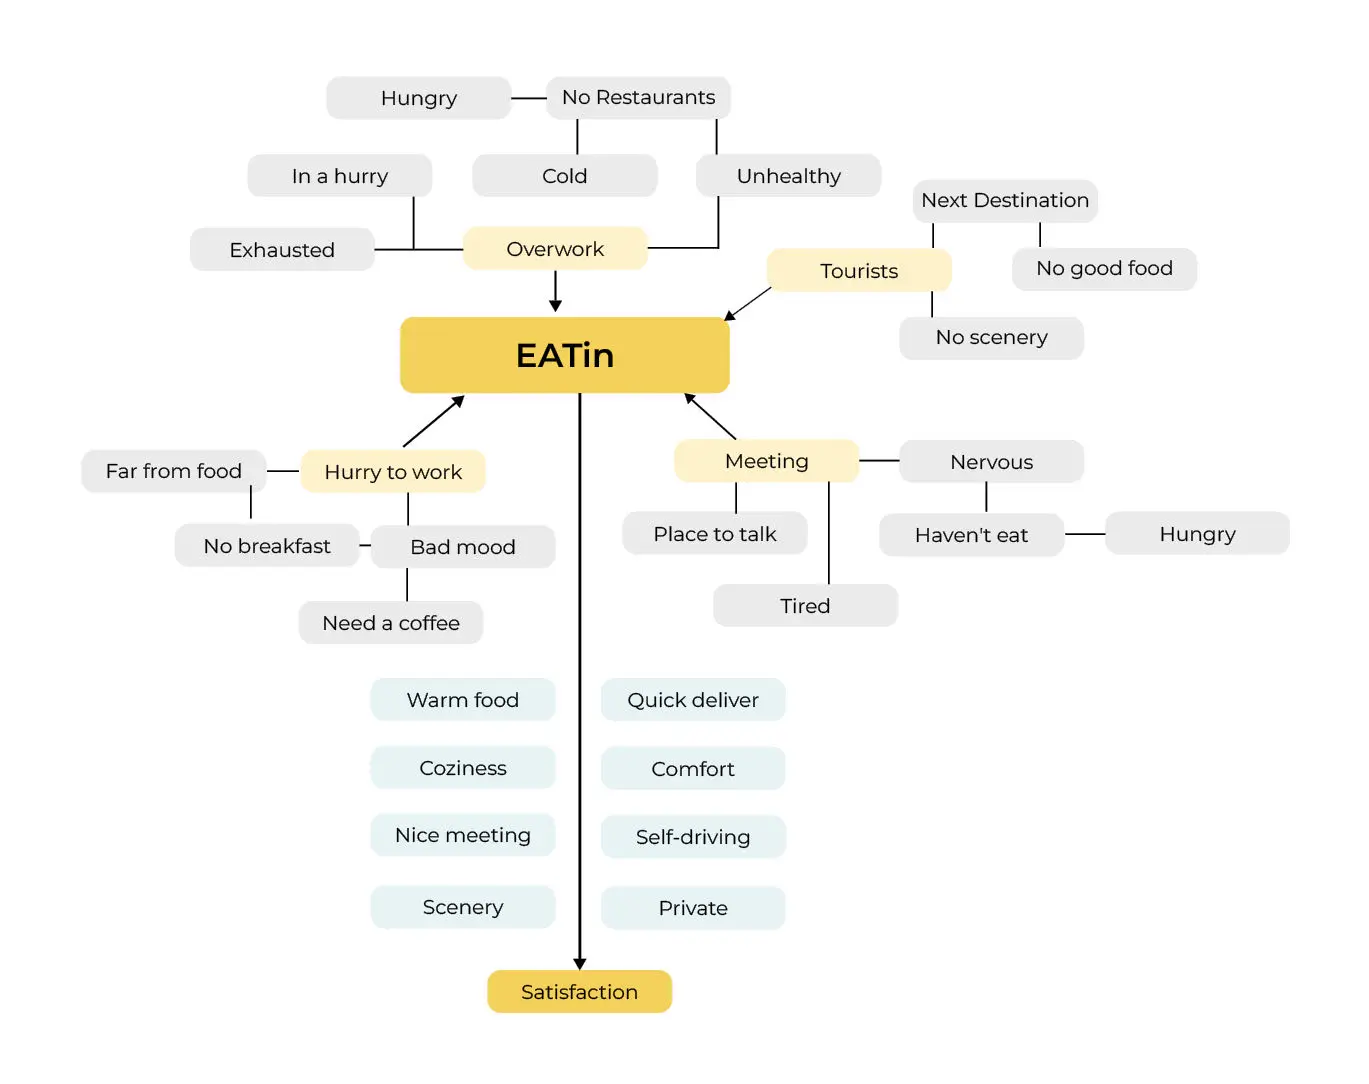 Hungry
No Restaurants
In a hurry
Cold
Unhealthy
Next Destination
Exhausted
Overwork
Tourists
No good food
No scenery
EATin
Far from food
Hurry to work
Meeting
Nervous
No breakfast
Bad mood
Place to talk
Haven't eat
Hungry
Need a coffee
Tired
Warm food
Quick deliver
Coziness
Comfort
Nice meeting
Self-driving
Scenery
Private
Satisfaction